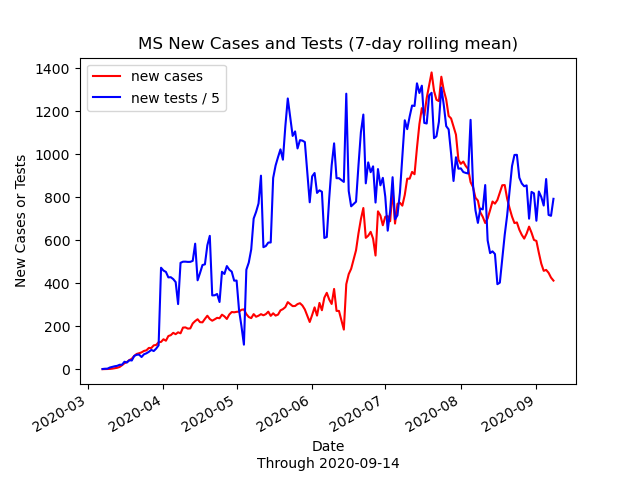 MS New Cases and Tests (7-day rolling mean)
new cases
new tests / 5
New Cases or Tests
1400
1200
1000
800
600
400
200
0
2020-03
2020-04
2020-05
2020-06
2020-07
2020-08
2020-09
Date
Through 2020-09-14